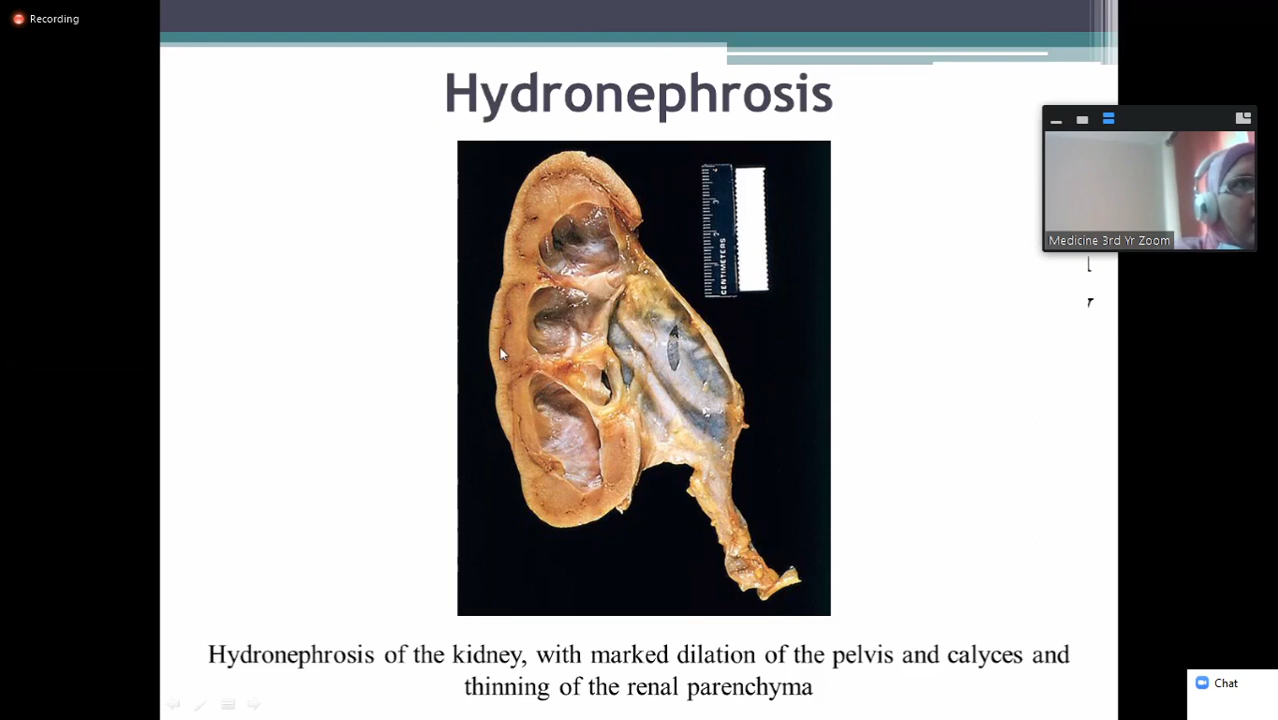 Recording
Hydronephrosis
CENTIMETERS
Medicine 3rd Yr Zoom
Hydronephrosis of the kidney, with marked dilation of the pelvis and calyces and
thinning of the renal parenchyma
Chat